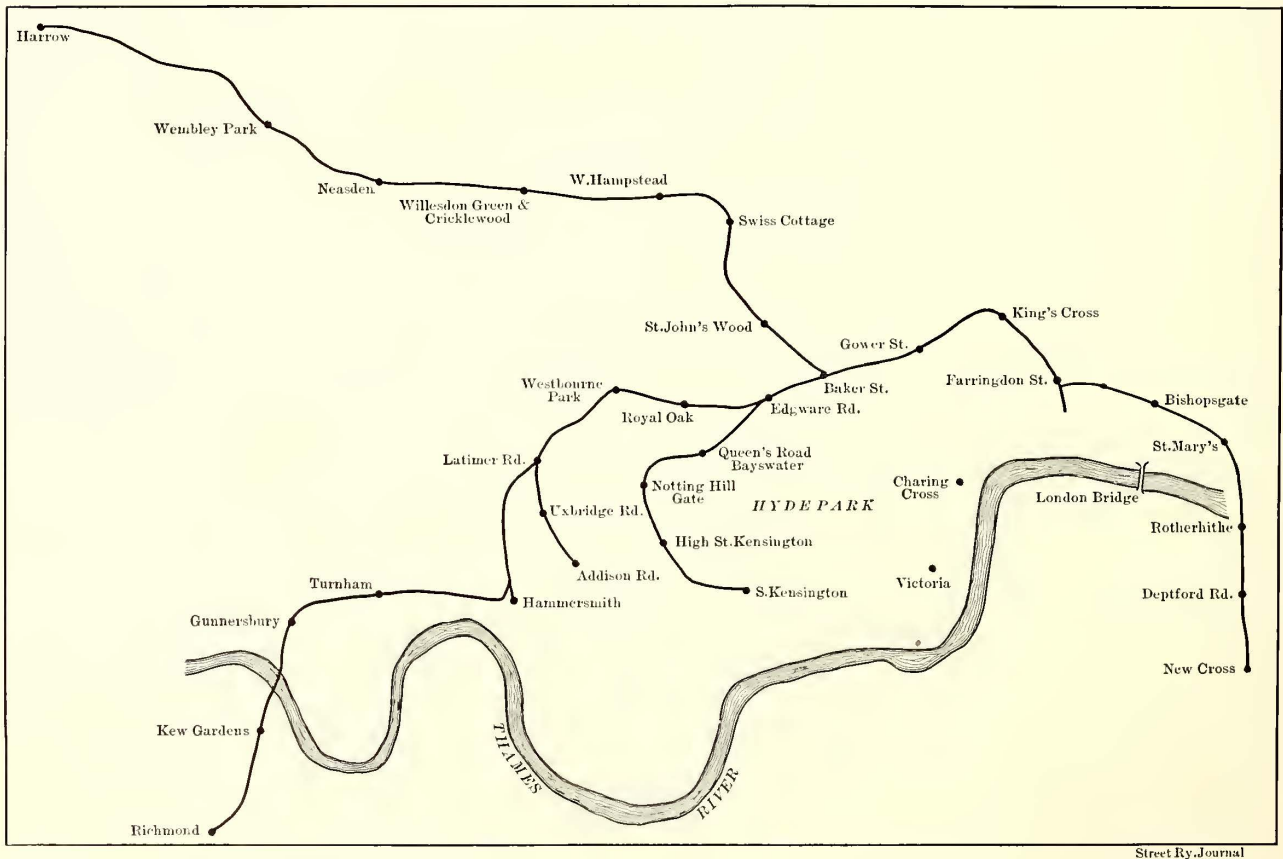 Harrow
Wembley Park
Neasden
Willesdon Green &
Cricklewood
W.Hampstead
Swiss Cottage
St.John's Wood
King's Cross
Gower St.
Baker St.
Farringdon St.
Westbourne
Park
Royal Oak
Edgware Rd.
Bishopsgate
St.Mary's
Latimer Rd.
Queen's Road
Bayswater
Notting Hill
Gate
HYDE PARK
Charing
Cross
London Bridge
Uxbridge Rd.
Rotherhithe
High St.Kensington
Addison Rd.
Victoria
Turnham
Hammersmith
S.Kensington
Deptford Rd.
Gunnersbury
New Cross
Kew Gardens
THAMES
RIVER
Richmond
Street Ry.Journal